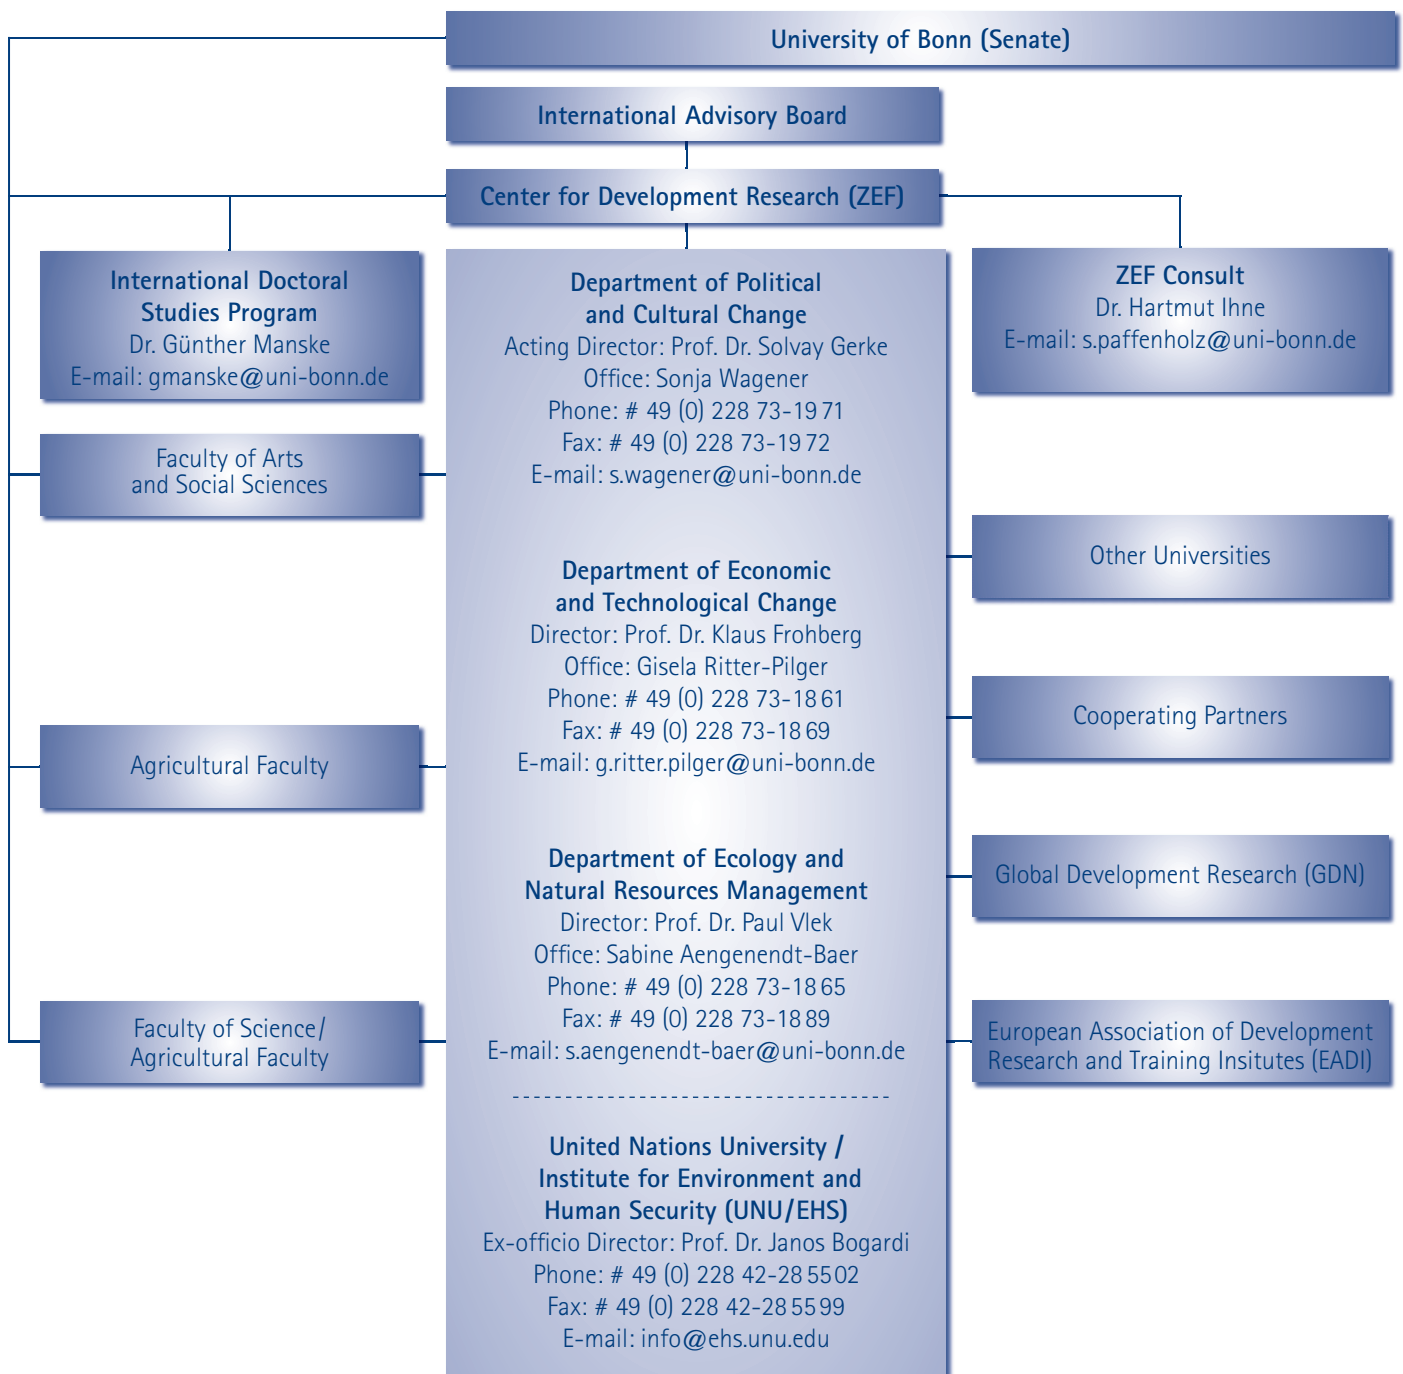 University of Bonn (Senate)
International Advisory Board
Center for Development Research (ZEF)
International Doctoral
Studies Program
Dr. Günther Manske
E-mail: gmanske@uni-bonn.de
Faculty of Arts
and Social Sciences
Agricultural Faculty
Faculty of Science/
Agricultural Faculty
Department of Political
and Cultural Change
Acting Director: Prof. Dr. Solvay Gerke
Office: Sonja Wagener
Phone: # 49 (0) 228 73-19 71
Fax: # 49 (0) 228 73-19 72
E-mail: s.wagener@uni-bonn.de
Department of Economic
and Technological Change
Director: Prof. Dr. Klaus Frohberg
Office: Gisela Ritter-Pilger
Phone: # 49 (0) 228 73-18 61
Fax: # 49 (0) 228 73-18 69
E-mail: g.ritter.pilger@uni-bonn.de
Department of Ecology and
Natural Resources Management
Director: Prof. Dr. Paul Vlek
Office: Sabine Aengenendt-Baer
Phone: # 49 (0) 228 73-18 65
Fax: # 49 (0) 228 73-18 89
E-mail: s.aengenendt-baer@uni-bonn.de
United Nations University /
Institute for Environment and
Human Security (UNU/EHS)
Ex-officio Director: Prof. Dr. Janos Bogardi
Phone: # 49 (0) 228 42-28 55 02
Fax: # 49 (0) 228 42-28 55 99
E-mail: info@ehs.unu.edu
ZEF Consult
Dr. Hartmut Ihne
E-mail: s.paffenholz@uni-bonn.de
Other Universities
Cooperating Partners
Global Development Research (GDN)
European Association of Development
Research and Training Insitutes (EADI)